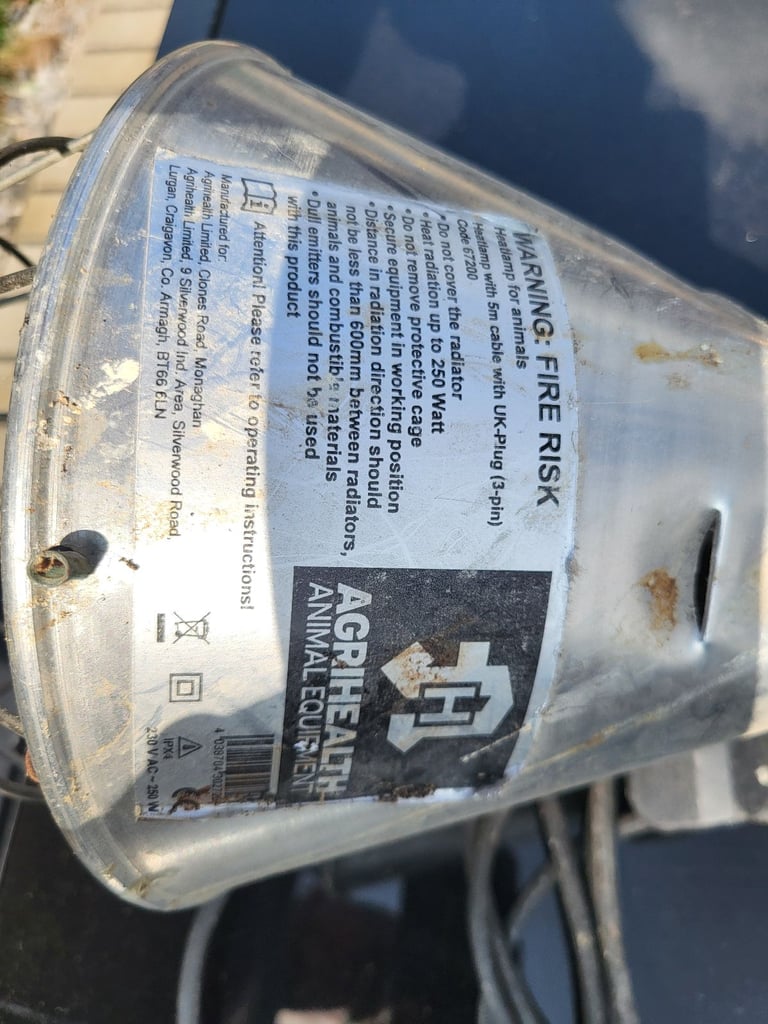 WARNING: FIRE RISK
Heatlamp for animals
Heatlamp with 5m cable with UK-Plug (3-pin)
Code 67200
•Do not cover the radiator
•Heat radiation up to 250 Watt
•Do not remove protective cage
•Secure equipment in working position
•Distance in radiation direction should
not be less than 600mm between radiators,
animals and combustible materials
•Dull emitters should not be used
with this product
Attention! Please refer to operating instructions!
Manufactured for:
Agrihealth Limited, Clones Road, Monaghan
Agrihealth Limited, 9 Silverwood Ind. Area, Silverwood Road,
Lurgan, Craigavon, Co. Armagh, BT66 6LN
AGRIHEALTH
ANIMAL EQUIPMENT
IPX4
230 V AC ~ 250 W